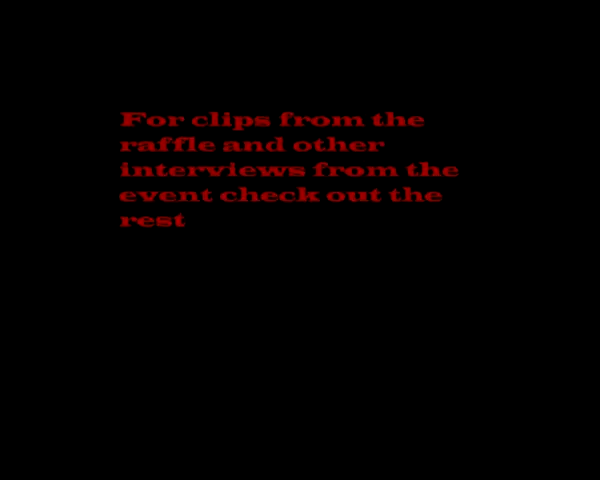 For clips from the
raffle and other
interviews from the
event check out the
rest